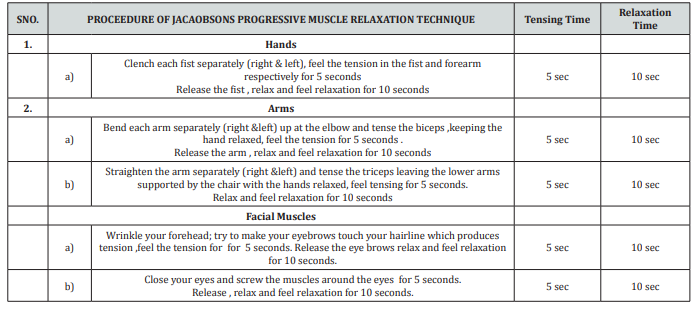 SNO. PROCEEDURE OF JACAOBSONS PROGRESSIVE MUSCLE RELAXATION TECHNIQUE Tensing Time Relaxation Time
1. Hands
a) Clench each fist separately (right & left), feel the tension in the fist and forearm
respectively for 5 seconds
Release the fist , relax and feel relaxation for 10 seconds 5 sec 10 sec
2. Arms
a) Bend each arm separately (right &left) up at the elbow and tense the biceps ,keeping the
hand relaxed, feel the tension for 5 seconds .
Release the arm , relax and feel relaxation for 10 seconds 5 sec 10 sec
b) Straighten the arm separately (right &left) and tense the triceps leaving the lower arms
supported by the chair with the hands relaxed, feel tensing for 5 seconds.
Relax and feel relaxation for 10 seconds 5 sec 10 sec
Facial Muscles
a) Wrinkle your forehead; try to make your eyebrows touch your hairline which produces
tension ,feel the tension for for 5 seconds. Release the eye brows relax and feel relaxation
for 10 seconds. 5 sec 10 sec
b) Close your eyes and screw the muscles around the eyes for 5 seconds.
Release , relax and feel relaxation for 10 seconds. 5 sec 10 sec